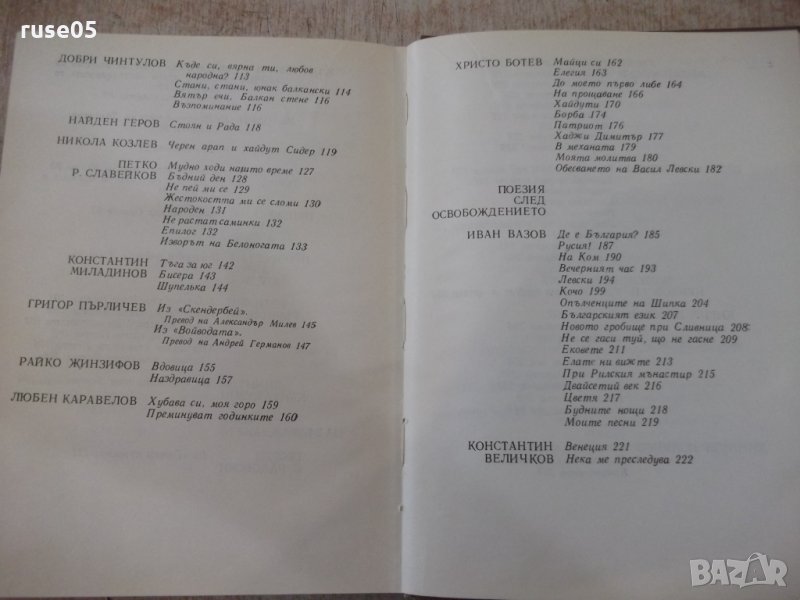 ruse05
ДОБРИ ЧИНТУЛОВ Къде си, вярна ти, любов
народна? 113
Стани, стани, юнак балкански 114
Вятър ечи, Балкан стене 116
Възпоминание 116
НАЙДЕН ГЕРОВ Стоян и Рада 118
НИКОЛА КОЗЛЕВ Черен арап и хайдут Сидер 119
ПЕТКО Мудно ходи нашто време 127
Р. СЛАВЕЙКОВ Бъдний ден 128
Не пей ми се 129
Жестокостта ми се сломи 130
Народен 131
Не растат саминки 132
Епилог 132
Изворът на Белоногата 133
КОНСТАНТИН Тъга за юг 142
МИЛАДИНОВ Бисера 143
Шупелька 144
ГРИГОР ПЪРЛИЧЕВ Из «Скендербей».
Превод на Александър Милев 145
Из «Войводата».
Превод на Андрей Германов 147
РАЙКО ЖИНЗИФОВ Вдовица 155
Наздравица 157
ЛЮБЕН КАРАВЕЛОВ Хубава си, моя горо 159
Преминуват годинките 160
ХРИСТО БОТЕВ Майци си 162
Елегия 163
До моето първо либе 164
На прощаване 166
Хайдути 170
Борба 174
Патриот 176
Хаджи Димитър 177
В механата 179
Моята молитва 180
Обесването на Васил Левски 182
ПОЕЗИЯ
СЛЕД
ОСВОБОЖДЕНИЕТО
ИВАН ВАЗОВ Де е България? 185
Русия! 187
На Ком 190
Вечерният час 193
Левски 194
Кочо 199
Опълченците на Шипка 204
Българският език 207
Новото гробище при Сливница 208
Не се гаси туй, що не гасне 209
Ековете 211
Елате ни вижте 213
При Рилския мънастир 215
Двайсетий век 216
Цветя 217
Будните нощи 218
Моите песни 219
КОНСТАНТИН Венеция 221
ВЕЛИЧКОВ Нека ме преследува 222
BAZAR